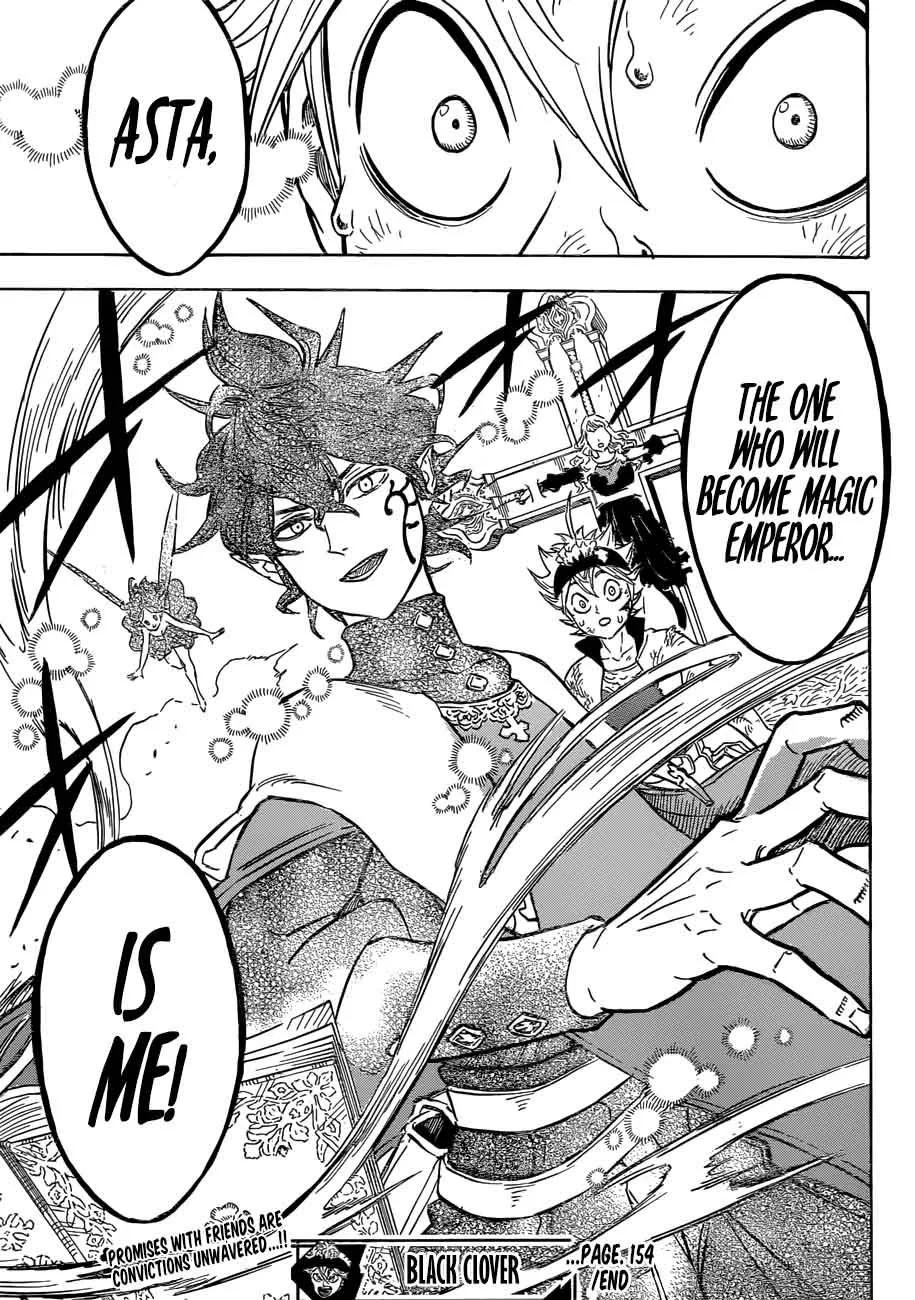 ASTA,
THE ONE
WHO WILL
BECOME MAGIC
EMPEROR...
IS
ME!
PROMISES WITH FRIENDS ARE
CONVICTIONS UNWAVERED...!!
BLACK CLOVER
...PAGE. 154
/END